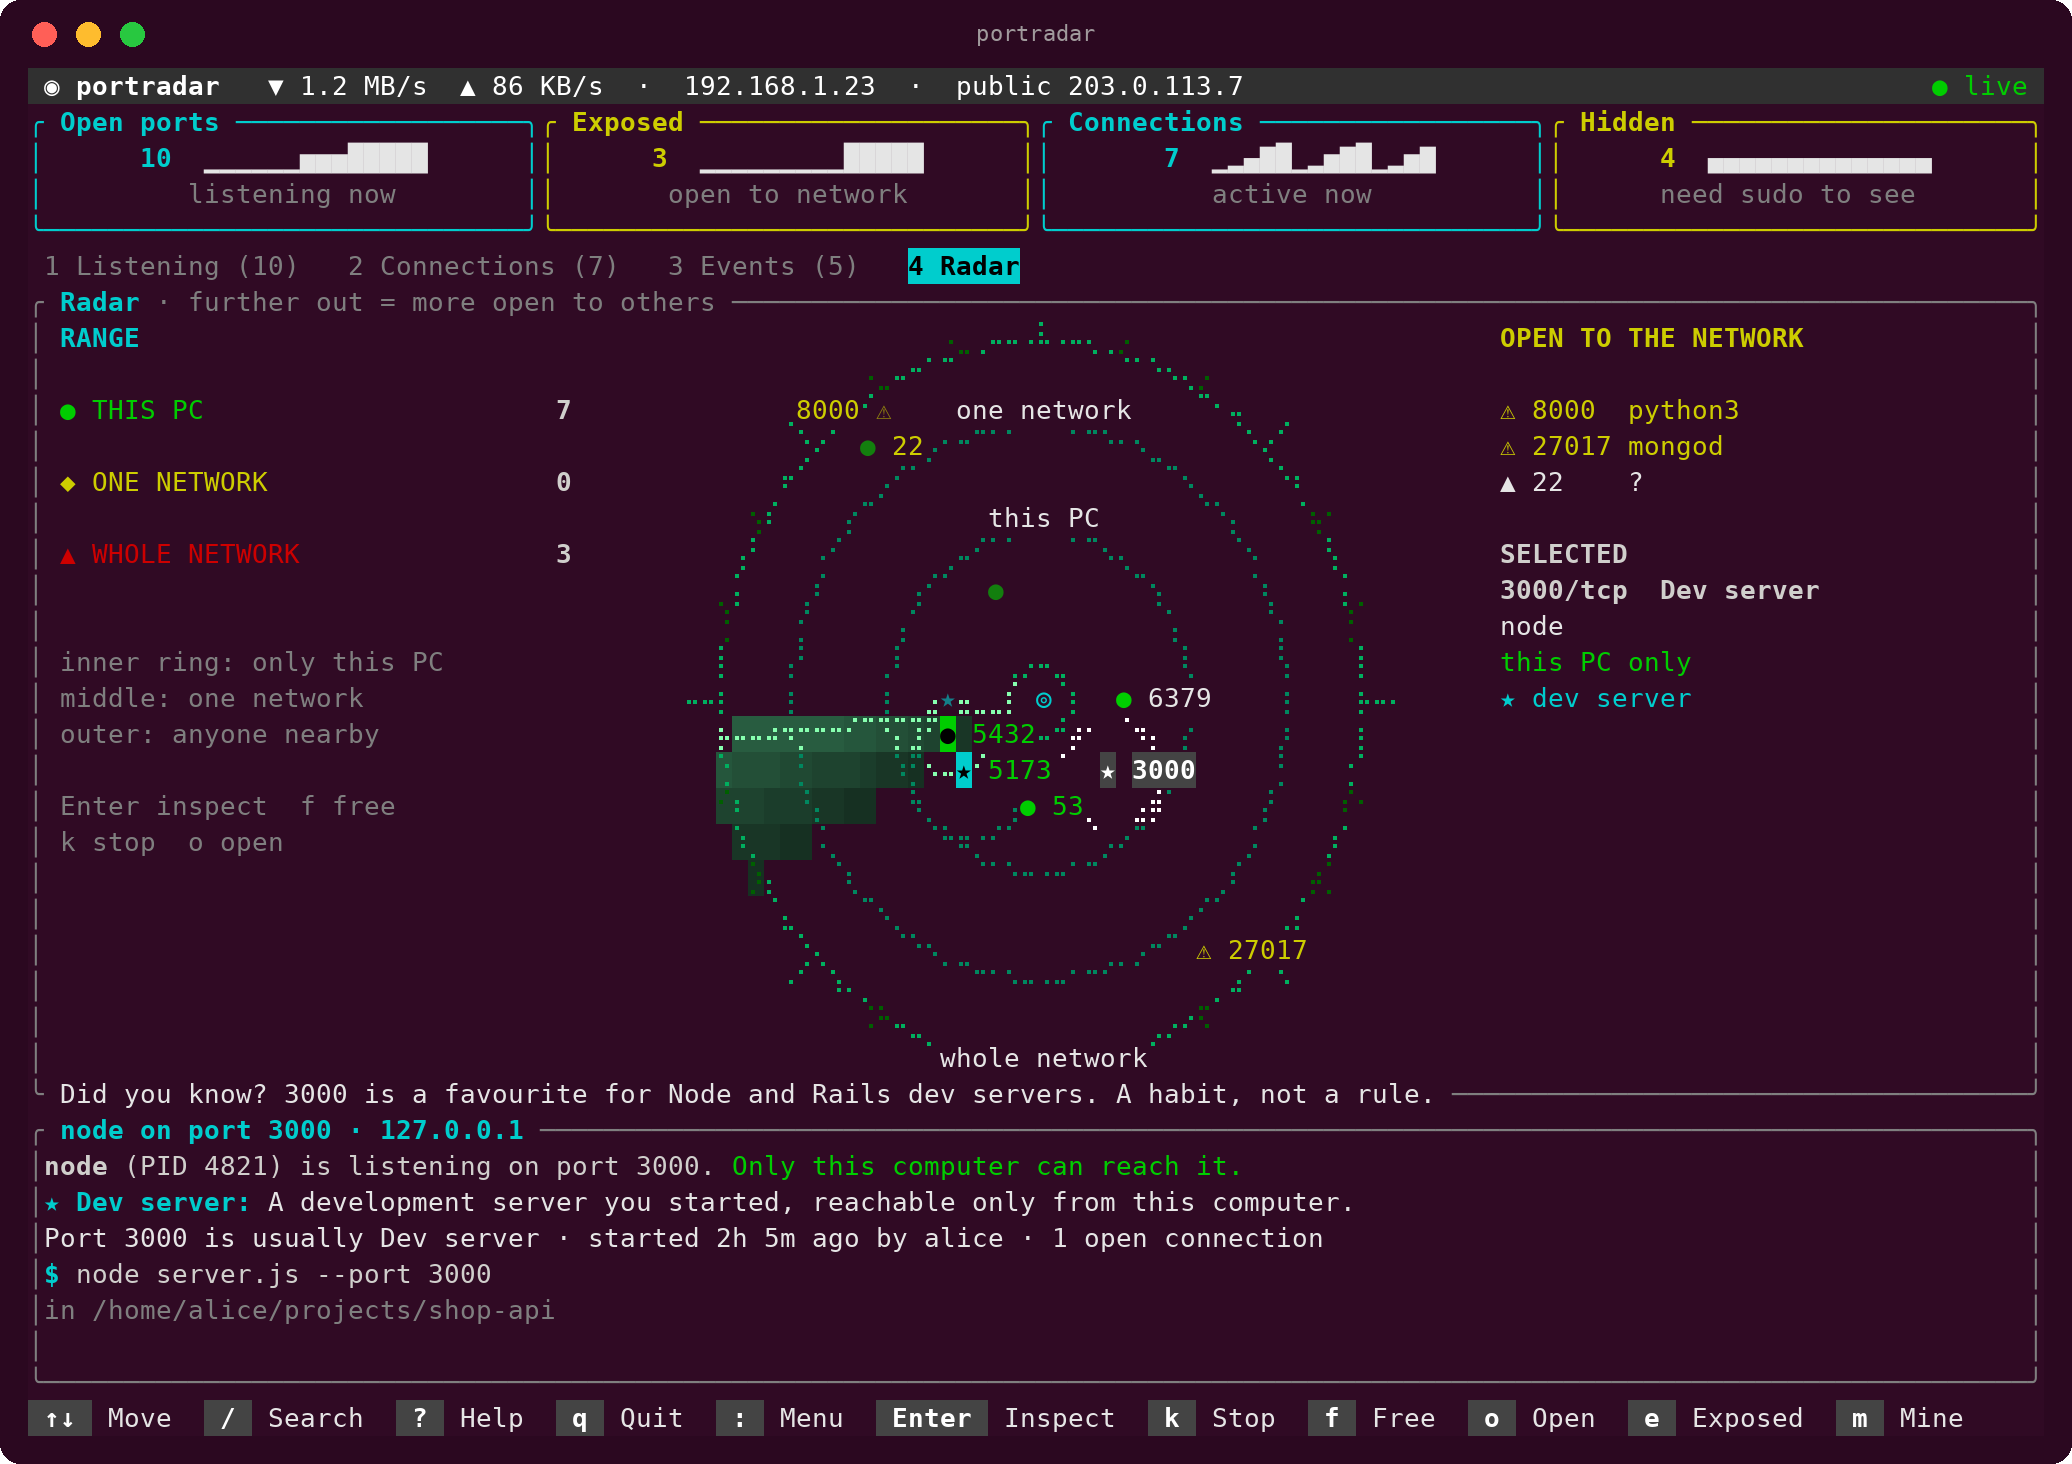 portradar
◉ portradar ▼ 1.2 MB/s ▲ 86 KB/s · 192.168.1.23 · public 203.0.113.7 ● live
Open ports Exposed Connections Hidden
10 3 7 4
listening now open to network active now need sudo to see
1 Listening (10) 2 Connections (7) 3 Events (5) 4 Radar
Radar · further out = more open to others
RANGE
● THIS PC 7
◆ ONE NETWORK 0
▲ WHOLE NETWORK 3
inner ring: only this PC
middle: one network
outer: anyone nearby
Enter inspect f free
k stop o open
8000 ⚠ one network
● 22
this PC
★ ◎ ● 6379
● 5432
★ 5173 ★ 3000
● 53
⚠ 27017
whole network
OPEN TO THE NETWORK
⚠ 8000 python3
⚠ 27017 mongod
▲ 22 ?
SELECTED
3000/tcp Dev server
node
this PC only
★ dev server
Did you know? 3000 is a favourite for Node and Rails dev servers. A habit, not a rule.
node on port 3000 · 127.0.0.1
node (PID 4821) is listening on port 3000. Only this computer can reach it.
★ Dev server: A development server you started, reachable only from this computer.
Port 3000 is usually Dev server · started 2h 5m ago by alice · 1 open connection
$ node server.js --port 3000
in /home/alice/projects/shop-api
↑↓ Move / Search ? Help q Quit : Menu Enter Inspect k Stop f Free o Open e Exposed m Mine